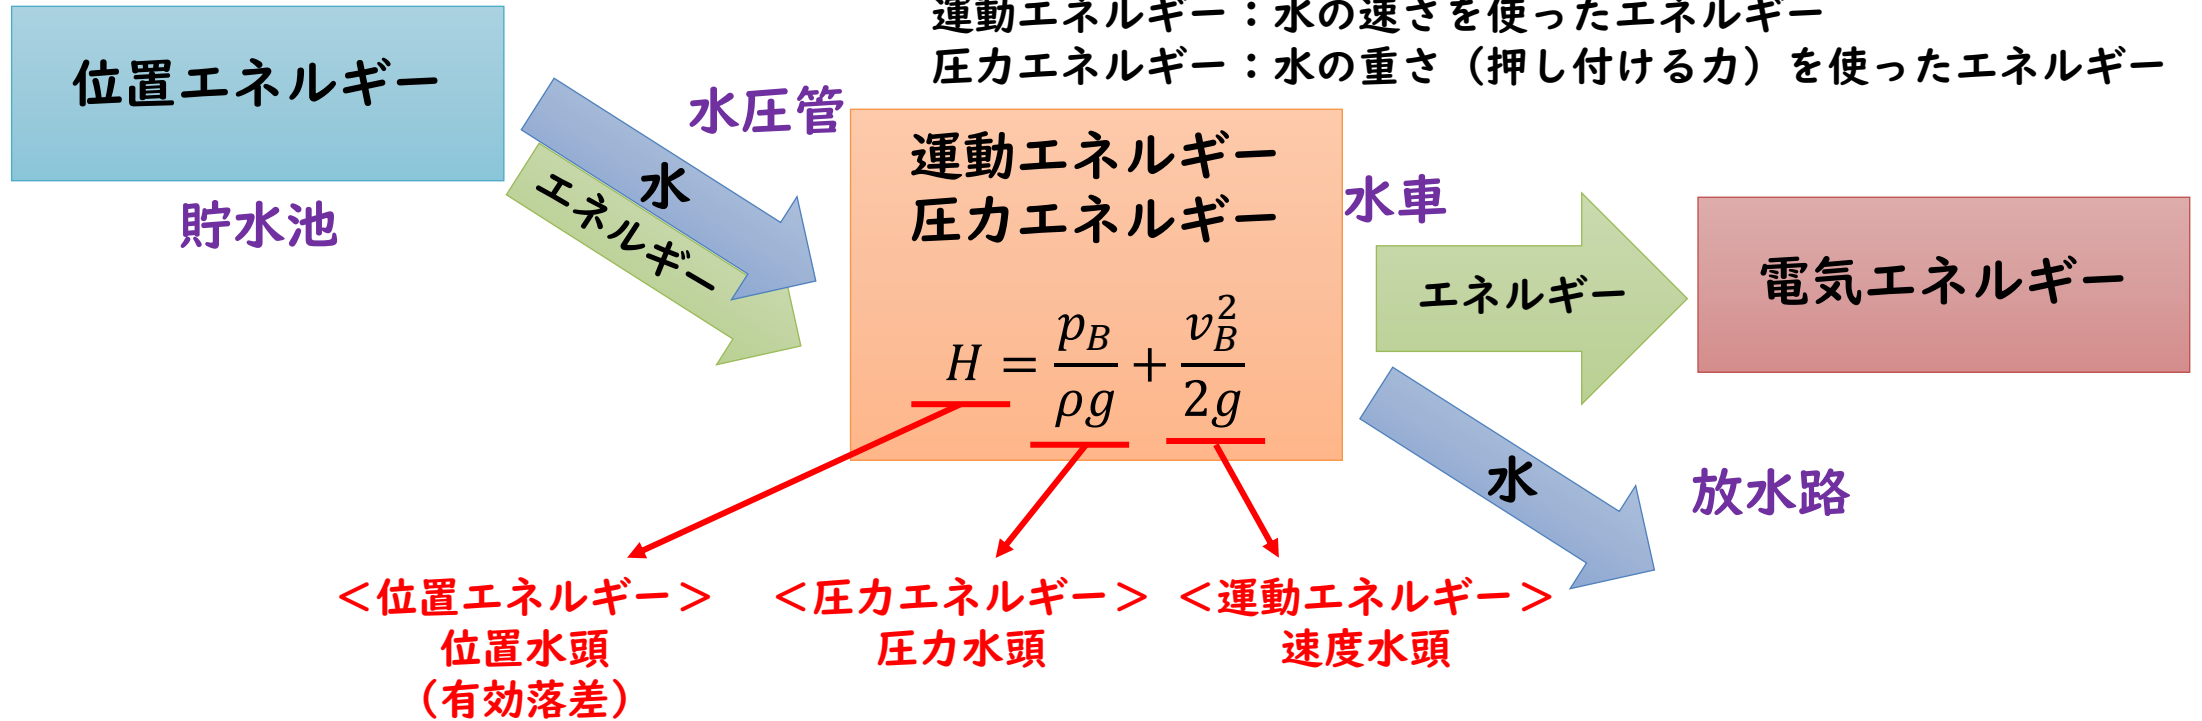 運動エネルギー：水の速さを使ったエネルギー
圧力エネルギー：水の重さ（押し付ける力）を使ったエネルギー
位置エネルギー
水圧管
貯水池
水
エネルギー
運動エネルギー
圧力エネルギー
H = p_B/ρg + v_B^2/2g
水車
エネルギー
電気エネルギー
水
放水路
＜位置エネルギー＞
位置水頭
（有効落差）
＜圧力エネルギー＞
圧力水頭
＜運動エネルギー＞
速度水頭